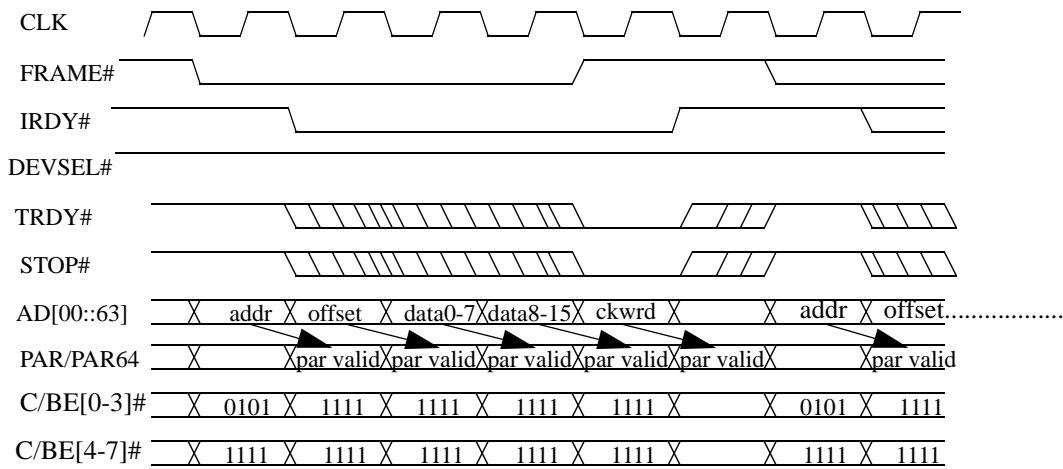 CLK
FRAME#
IRDY#
DEVSEL#
TRDY#
STOP#
AD[00::63] addr offset data0-7 data8-15 ckwrd addr offset..................
PAR/PAR64 par valid par valid par valid par valid par valid par valid
C/BE[0-3]# 0101 1111 1111 1111 1111 0101 1111
C/BE[4-7]# 1111 1111 1111 1111 1111 1111 1111